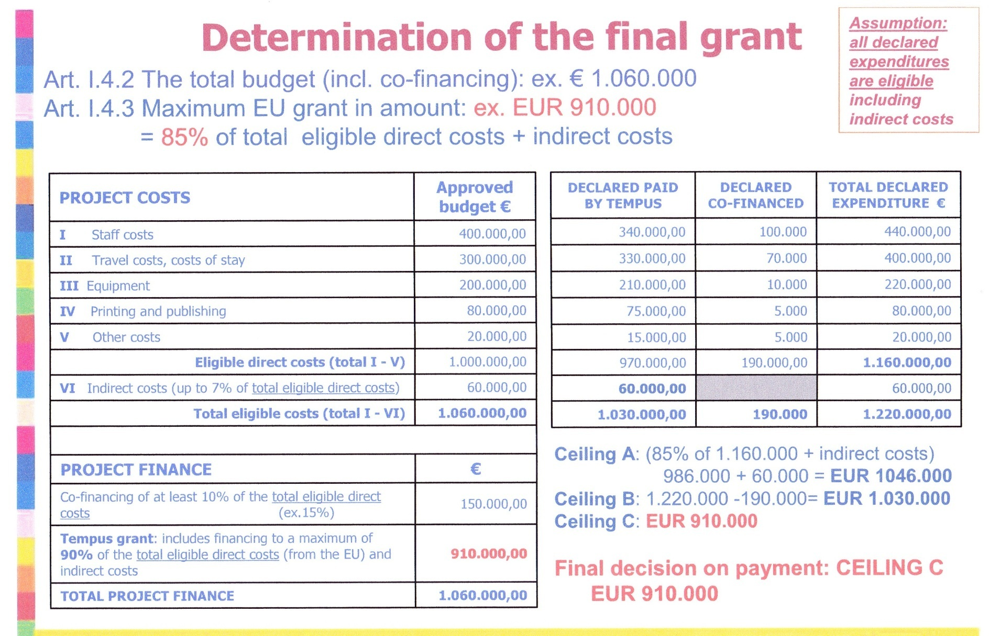 Determination of the final grant
Assumption:
all declared
expenditures
are eligible
including
indirect costs
Art. I.4.2 The total budget (incl. co-financing): ex. € 1.060.000
Art. I.4.3 Maximum EU grant in amount: ex. EUR 910.000
= 85% of total eligible direct costs + indirect costs
PROJECT COSTS Approved budget €
I Staff costs 400.000,00
II Travel costs, costs of stay 300.000,00
III Equipment 200.000,00
IV Printing and publishing 80.000,00
V Other costs 20.000,00
Eligible direct costs (total I - V) 1.000.000,00
VI Indirect costs (up to 7% of total eligible direct costs) 60.000,00
Total eligible costs (total I - VI) 1.060.000,00
PROJECT FINANCE €
Co-financing of at least 10% of the total eligible direct
costs (ex.15%) 150.000,00
Tempus grant: includes financing to a maximum of
90% of the total eligible direct costs (from the EU) and 910.000,00
indirect costs
TOTAL PROJECT FINANCE 1.060.000,00
DECLARED PAID BY TEMPUS DECLARED CO-FINANCED TOTAL DECLARED EXPENDITURE €
340.000,00 100.000 440.000,00
330.000,00 70.000 400.000,00
210.000,00 10.000 220.000,00
75.000,00 5.000 80.000,00
15.000,00 5.000 20.000,00
970.000,00 190.000,00 1.160.000,00
60.000,00 60.000,00
1.030.000,00 190.000 1.220.000,00
Ceiling A: (85% of 1.160.000 + indirect costs)
986.000 + 60.000 = EUR 1046.000
Ceiling B: 1.220.000 -190.000= EUR 1.030.000
Ceiling C: EUR 910.000
Final decision on payment: CEILING C
EUR 910.000